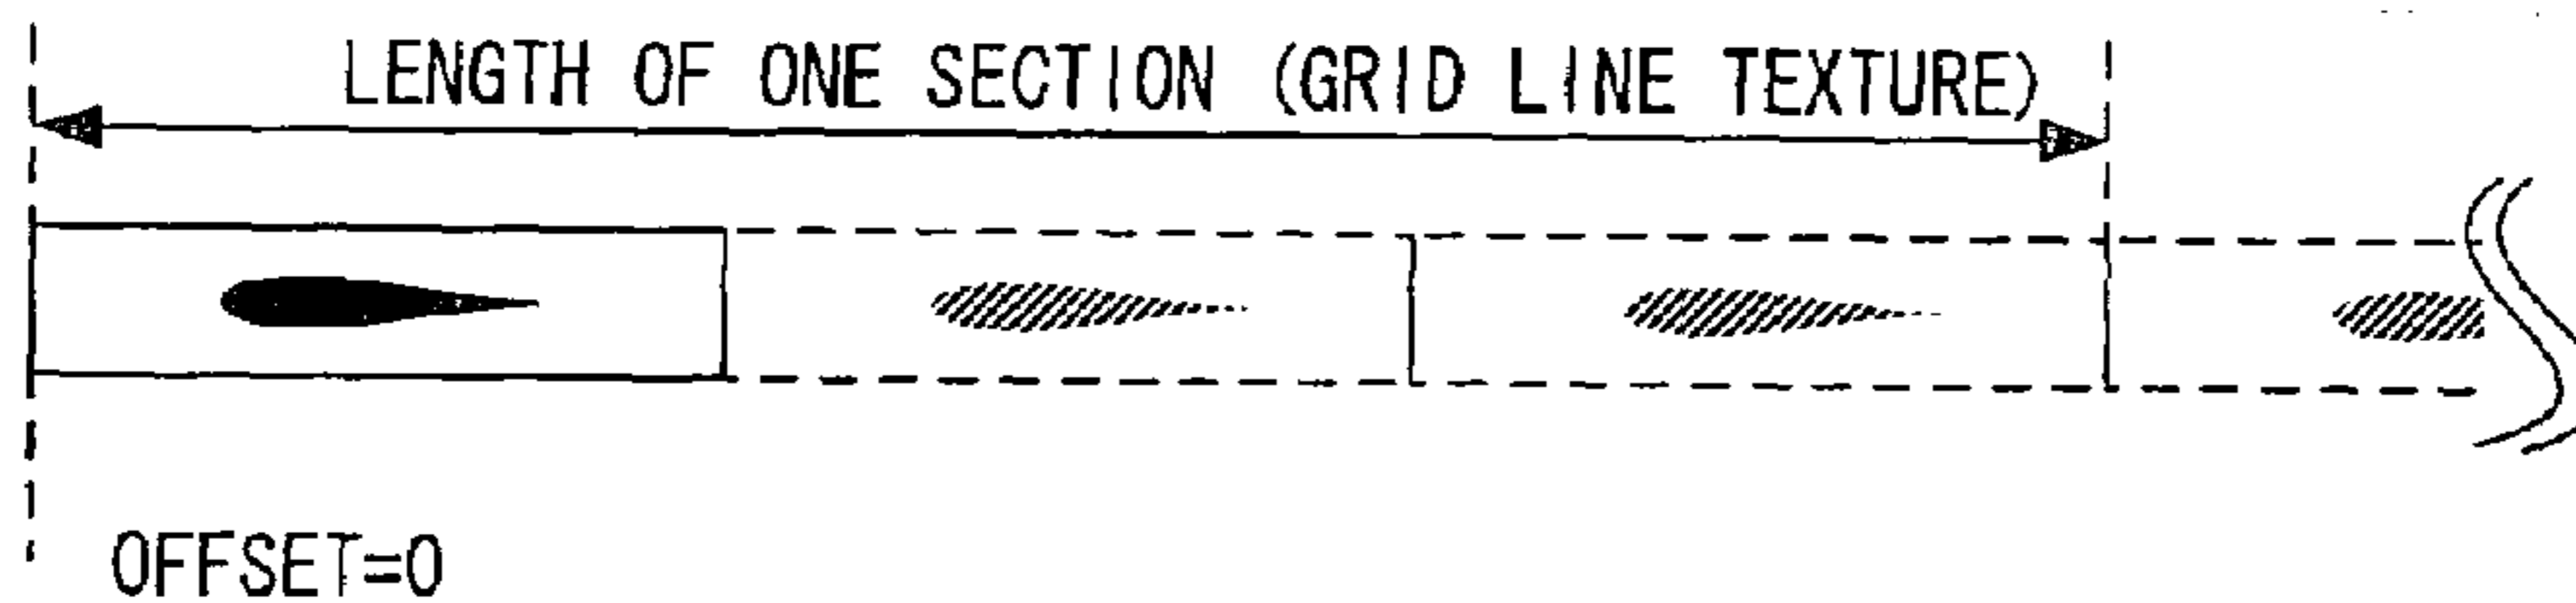 LENGTH OF ONE SECTION (GRID LINE TEXTURE)
OFFSET=0